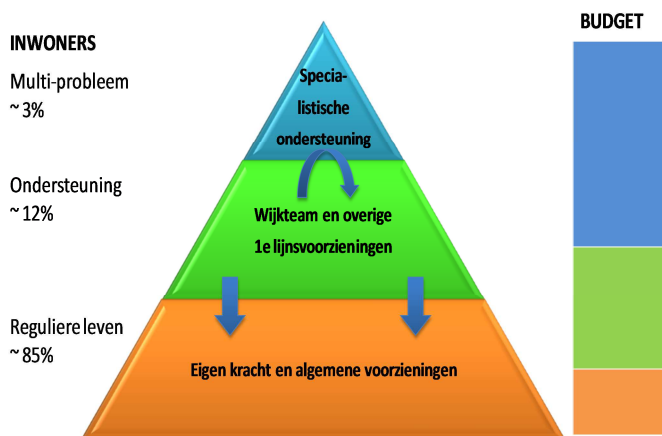 INWONERS
Multi-probleem
~ 3%
Ondersteuning
~ 12%
Reguliere leven
~ 85%
Specia-
listische
ondersteuning
Wijkteam en overige
1e lijnsvoorzieningen
Eigen kracht en algemene voorzieningen
BUDGET